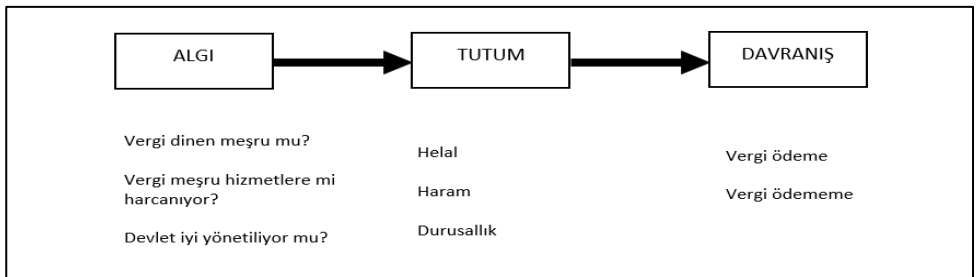 ALGI
TUTUM
DAVRANIŞ
Vergi dinen meşru mu?
Vergi meşru hizmetlere mi
harcanıyor?
Devlet iyi yönetiliyor mu?
Helal
Haram
Durusallık
Vergi ödeme
Vergi ödememe